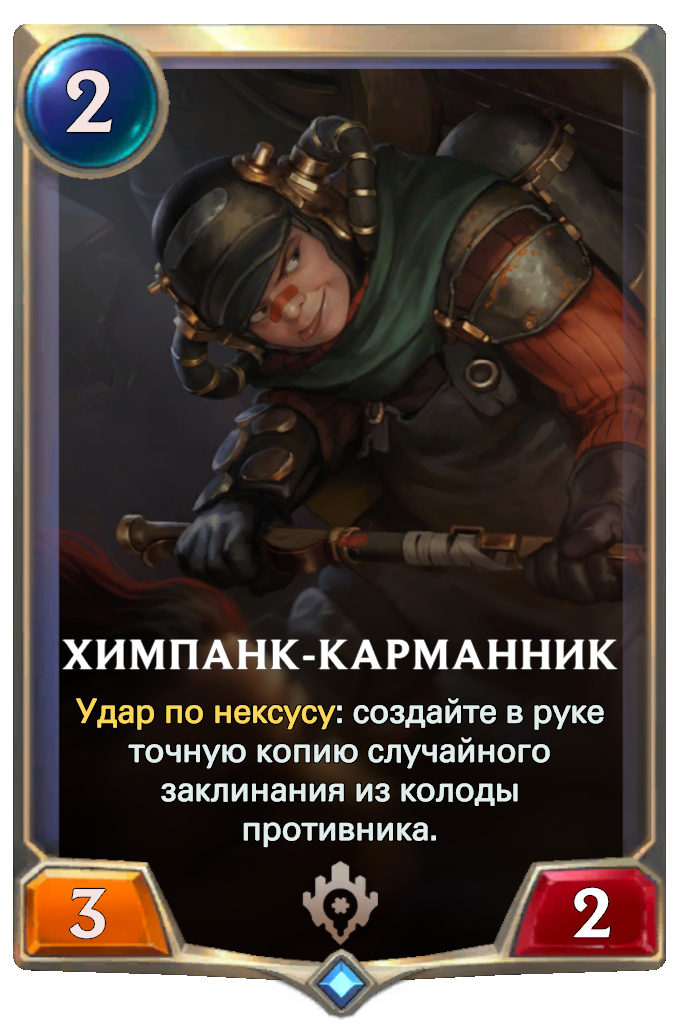 2
ХИМПАНК-КАРМАННИК
Удар по нексусу: создайте в руке
точную копию случайного
заклинания из колоды
противника.
3
2